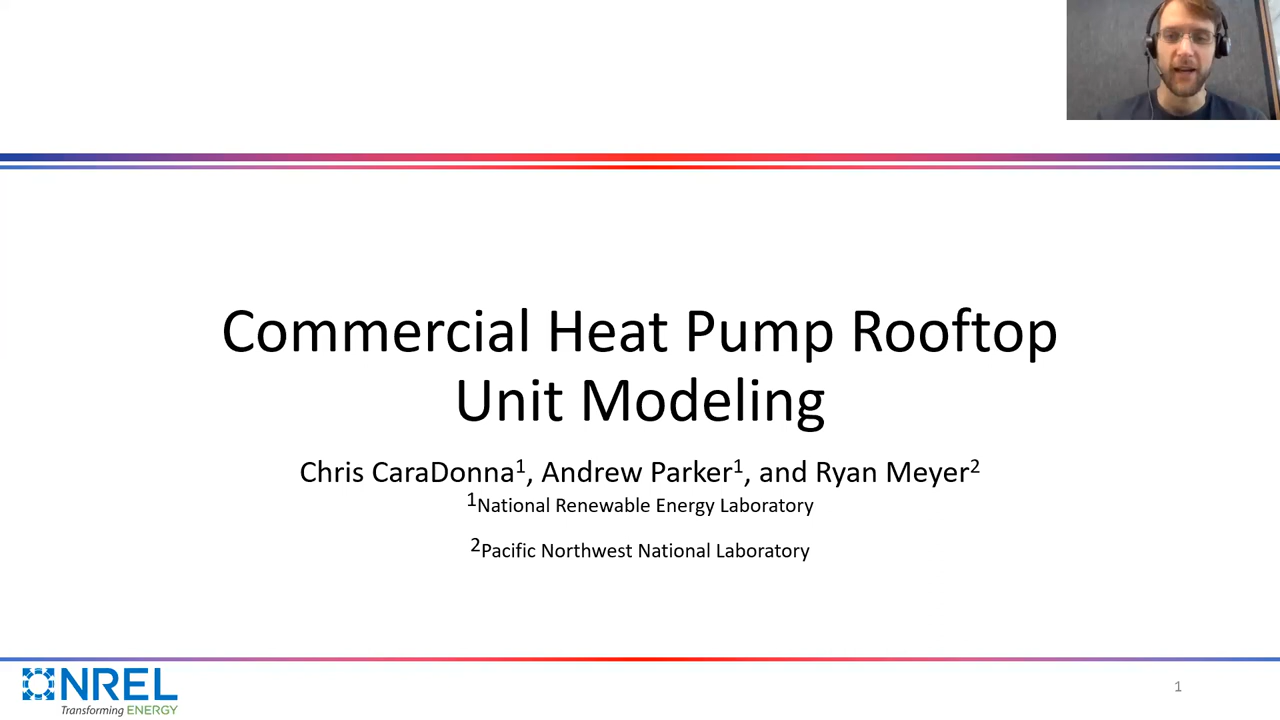 Commercial Heat Pump Rooftop
Unit Modeling
Chris CaraDonna¹, Andrew Parker¹, and Ryan Meyer²
¹National Renewable Energy Laboratory
²Pacific Northwest National Laboratory
NREL
Transforming ENERGY
1